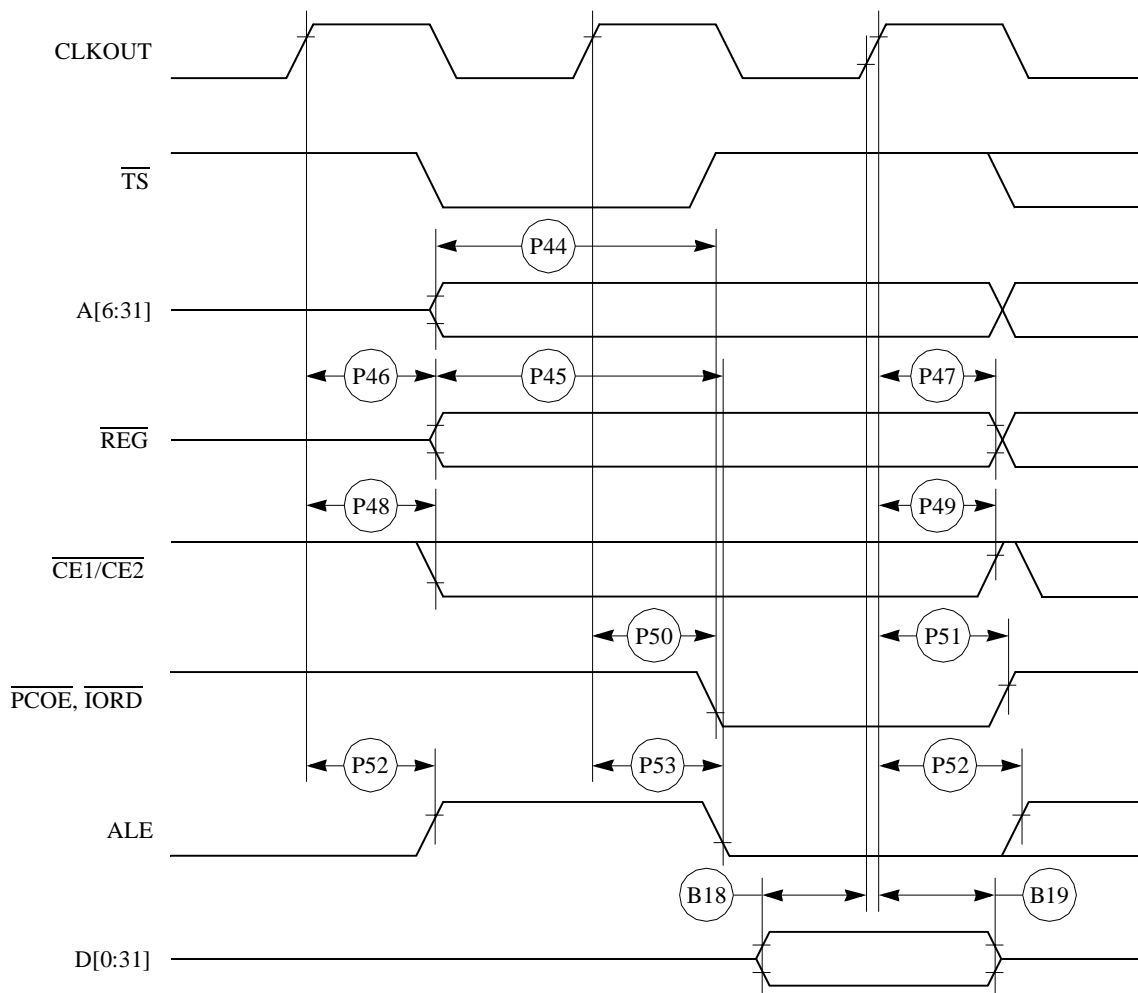 CLKOUT
TS
P44
A[6:31]
P46 P45 P47
REG
P48 P49
CE1/CE2
P50 P51
PCOE, IORD
P52 P53 P52
ALE
B18 B19
D[0:31]